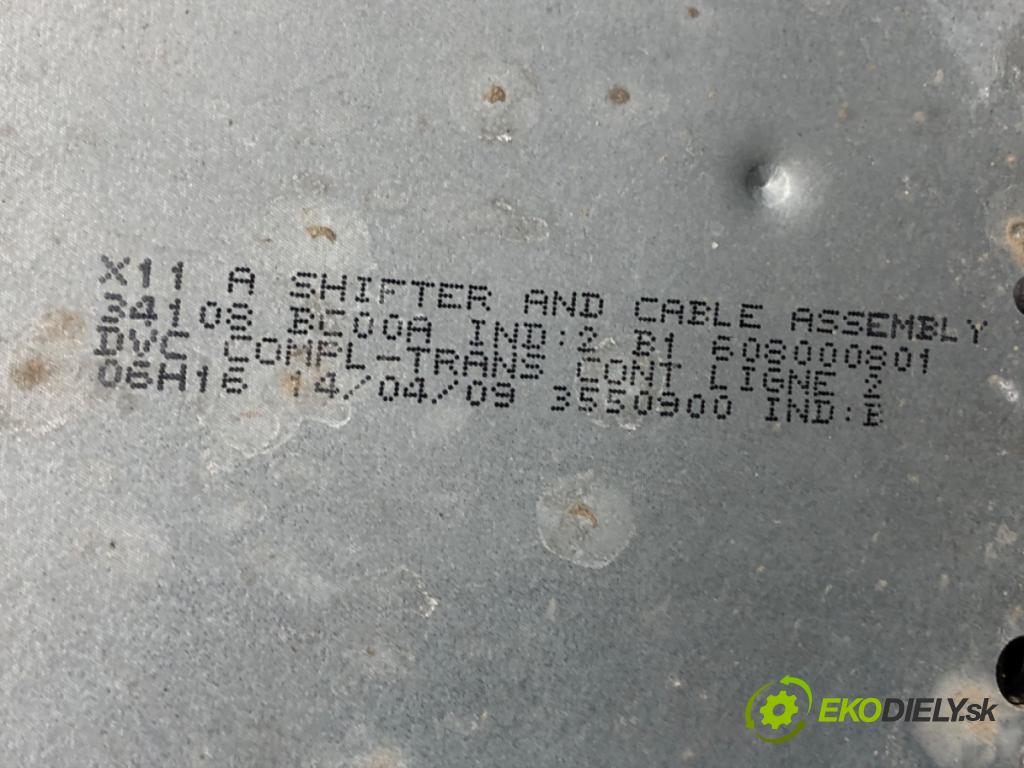 X11 A SHIFTER AND CABLE ASSEMBLY
34108 BC00A IND:2 B1 608000801
DVC COMPL-TRANS CONT LIGNE 2
06H16 14/04/09 3550900 IND:B
EKODIELY.sk